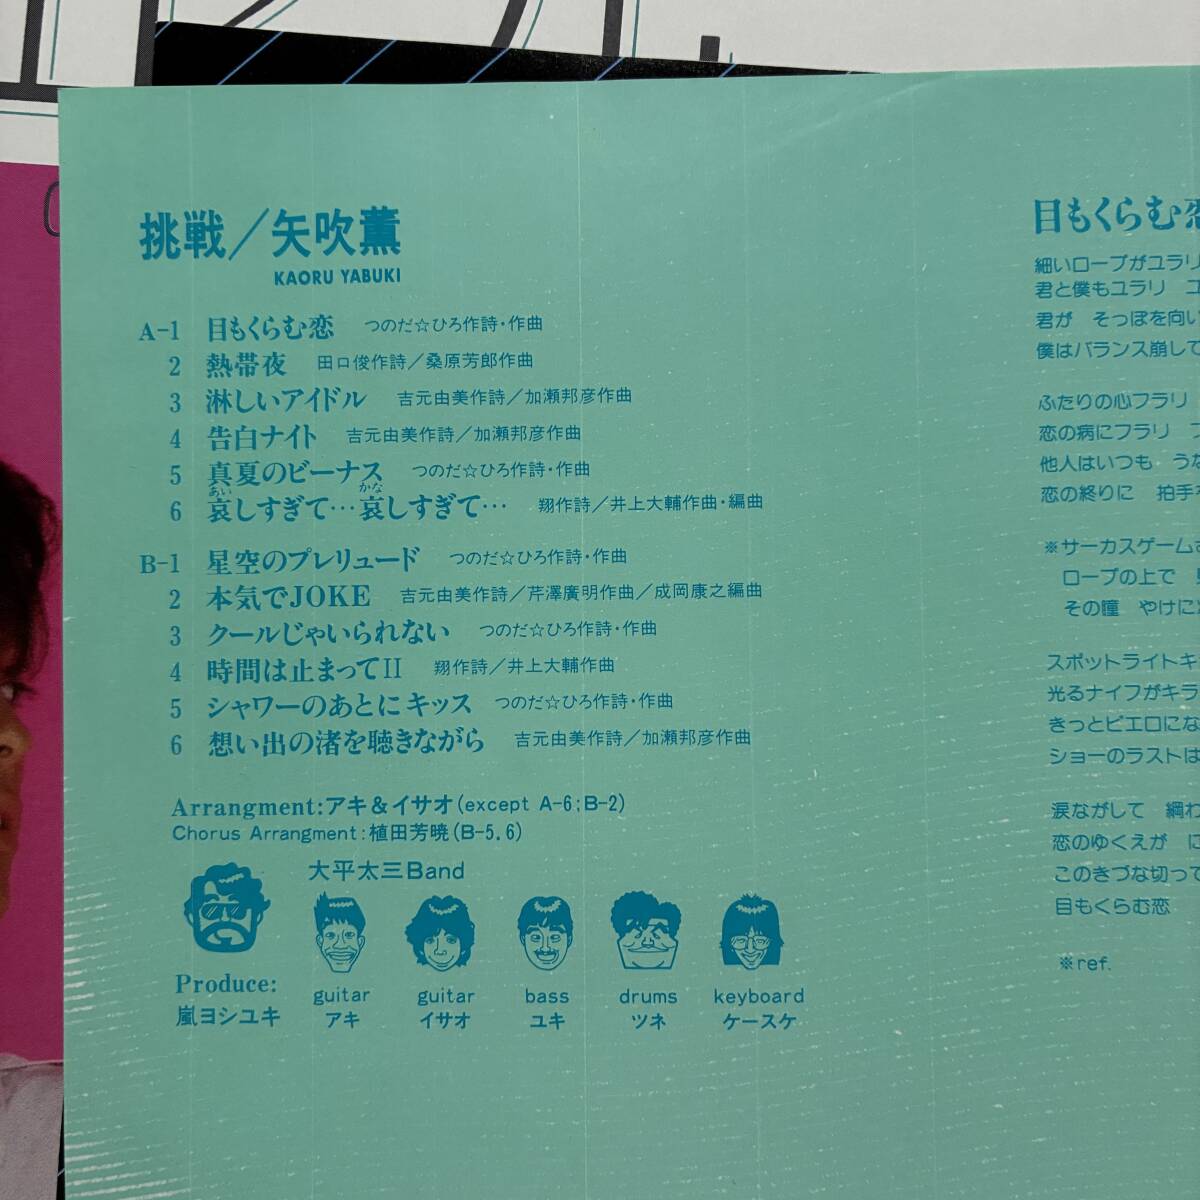 挑戦／矢吹薫
KAORU YABUKI
A-1 目もくらむ恋 つのだ☆ひろ作詩・作曲
2 熱帯夜 田口俊作詩／桑原芳郎作曲
3 淋しいアイドル 吉元由美作詩／加瀬邦彦作曲
4 告白ナイト 吉元由美作詩／加瀬邦彦作曲
5 真夏のビーナス つのだ☆ひろ作詩・作曲
あい かな
6 哀しすぎて…哀しすぎて… 翔作詩／井上大輔作曲・編曲
B-1 星空のプレリュード つのだ☆ひろ作詩・作曲
2 本気でJOKE 吉元由美作詩／芹澤廣明作曲／成岡康之編曲
3 クールじゃいられない つのだ☆ひろ作詩・作曲
4 時間は止まってII 翔作詩／井上大輔作曲
5 シャワーのあとにキッス つのだ☆ひろ作詩・作曲
6 想い出の渚を聴きながら 吉元由美作詩／加瀬邦彦作曲
Arrangment:アキ＆イサオ(except A-6;B-2)
Chorus Arrangment:植田芳暁(B-5.6)
大平太三Band
Produce:
嵐ヨシユキ
guitar
アキ
guitar
イサオ
bass
ユキ
drums
ツネ
keyboard
ケースケ
目もくらむ恋
細いロープがユラリ
君と僕もユラリ ユ
君が そっぽを向い
僕はバランス崩して
ふたりの心フラリ
恋の病にフラリ フ
他人はいつも うな
恋の終りに 拍手を
※サーカスゲームさ
ロープの上で
その瞳 やけに
スポットライトキ
光るナイフがキラ
きっとピエロにな
ショーのラストは
涙ながして 綱わ
恋のゆくえが に
このきづな切って
目もくらむ恋
※ref.